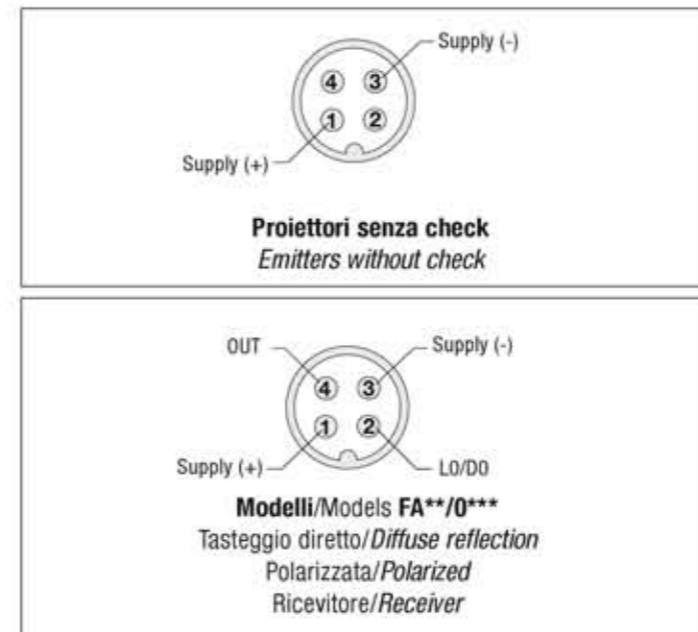 Supply (-)
4 3
1 2
Supply (+)
Proiettori senza check
Emitters without check
OUT
Supply (-)
4 3
1 2
Supply (+)
LO/DO
Modelli/Models FA**/0***
Tasteggio diretto/Diffuse reflection
Polarizzata/Polarized
Ricevitore/Receiver